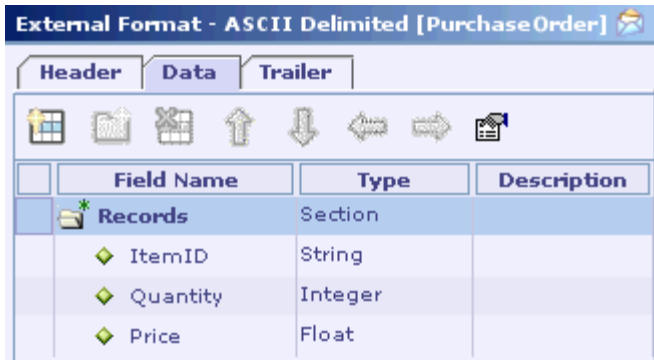 External Format - ASCII Delimited [PurchaseOrder]
Header Data Trailer
Field Name Type Description
Records Section
ItemID String
Quantity Integer
Price Float